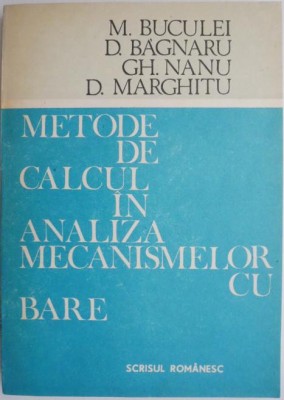 M. BUCULEI
D. BAGNARU
GH. NANU
D. MARGHITU
METODE
DE
CALCUL
ÎN
ANALIZA
MECANISMELOR
CU
BARE
SCRISUL ROMÂNESC